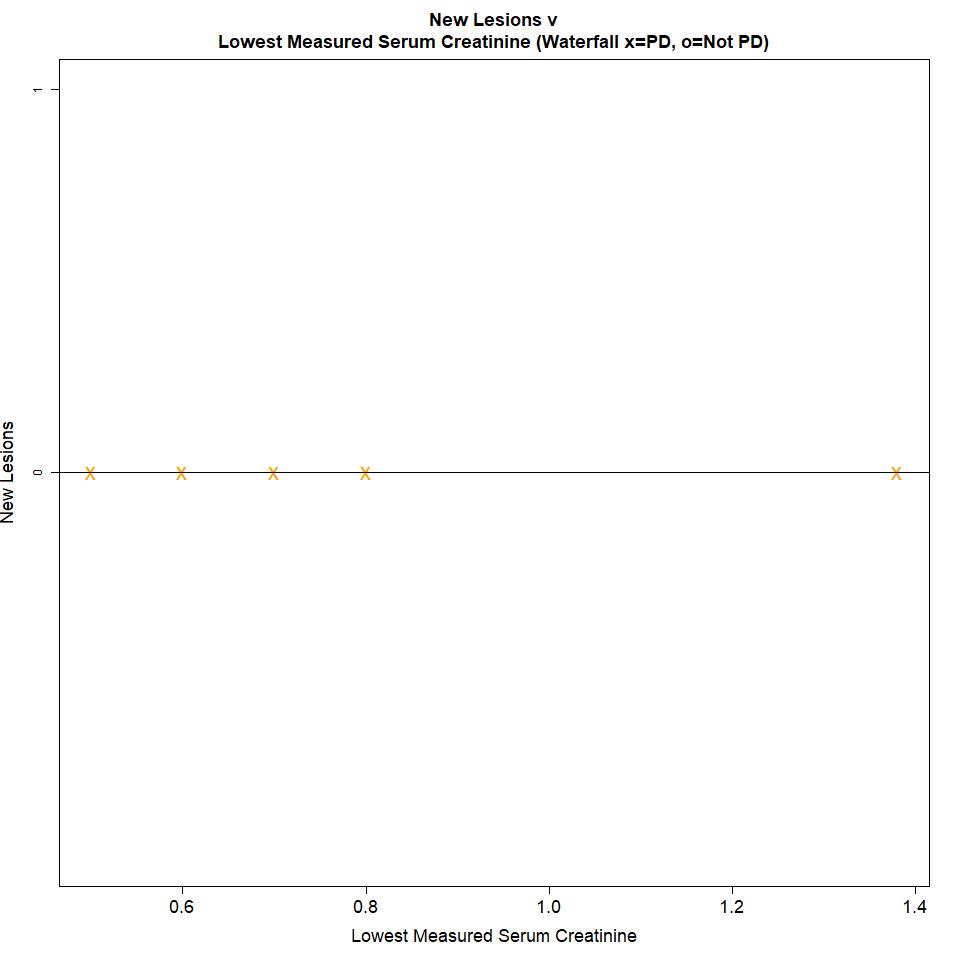 New Lesions v
Lowest Measured Serum Creatinine (Waterfall x=PD, o=Not PD)
1
0
New Lesions
x x x x x
0.6 0.8 1.0 1.2 1.4
Lowest Measured Serum Creatinine